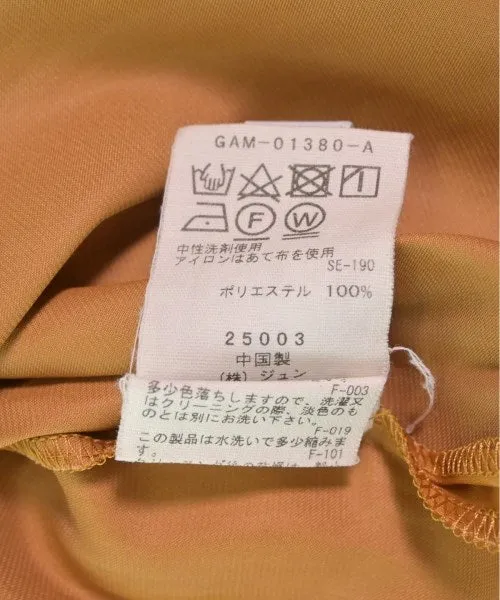 GAM-01380-A
F W
中性洗剤使用
アイロンはあて布を使用
SE-190
ポリエステル 100%
25003
中国製
(株) ジュン
F-003
多少色落ちしますので、洗濯又
はクリーニングの際、淡色のも
のとは別にお洗い下さい。
F-019
この製品は水洗いで多少縮みま
す。
F-101